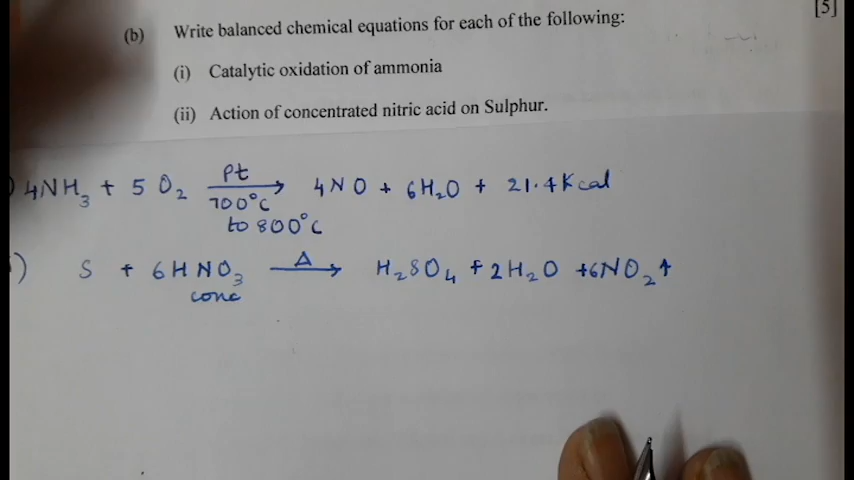 [5]
(b) Write balanced chemical equations for each of the following:
(i) Catalytic oxidation of ammonia
(ii) Action of concentrated nitric acid on Sulphur.
) 4NH₃ + 5 O₂ —Pt→ 4NO + 6H₂O + 21.4Kcal
700°C
to 800°C
) S + 6HNO₃ —Δ→ H₂SO₄ + 2H₂O + 6NO₂↑
conc